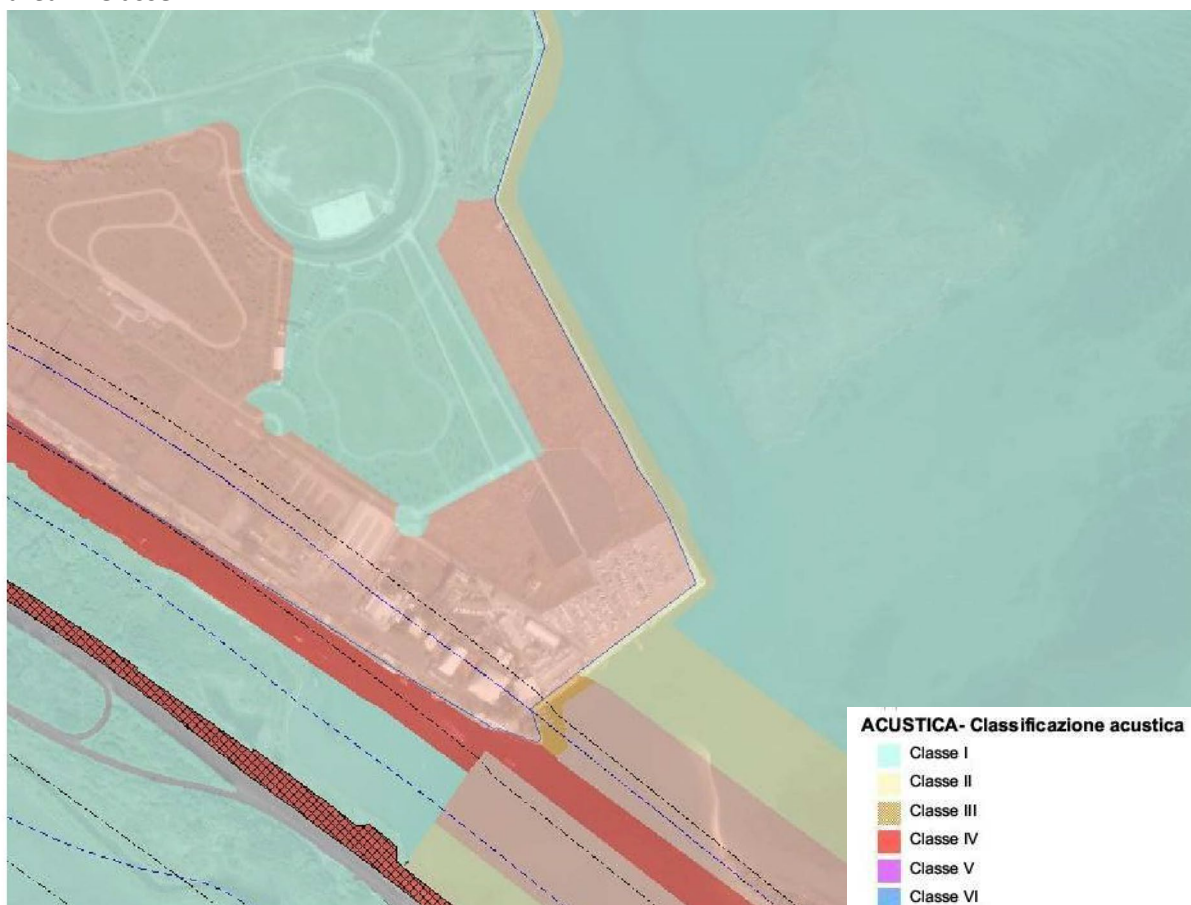 ACUSTICA- Classificazione acustica
Classe I
Classe II
Classe III
Classe IV
Classe V
Classe VI